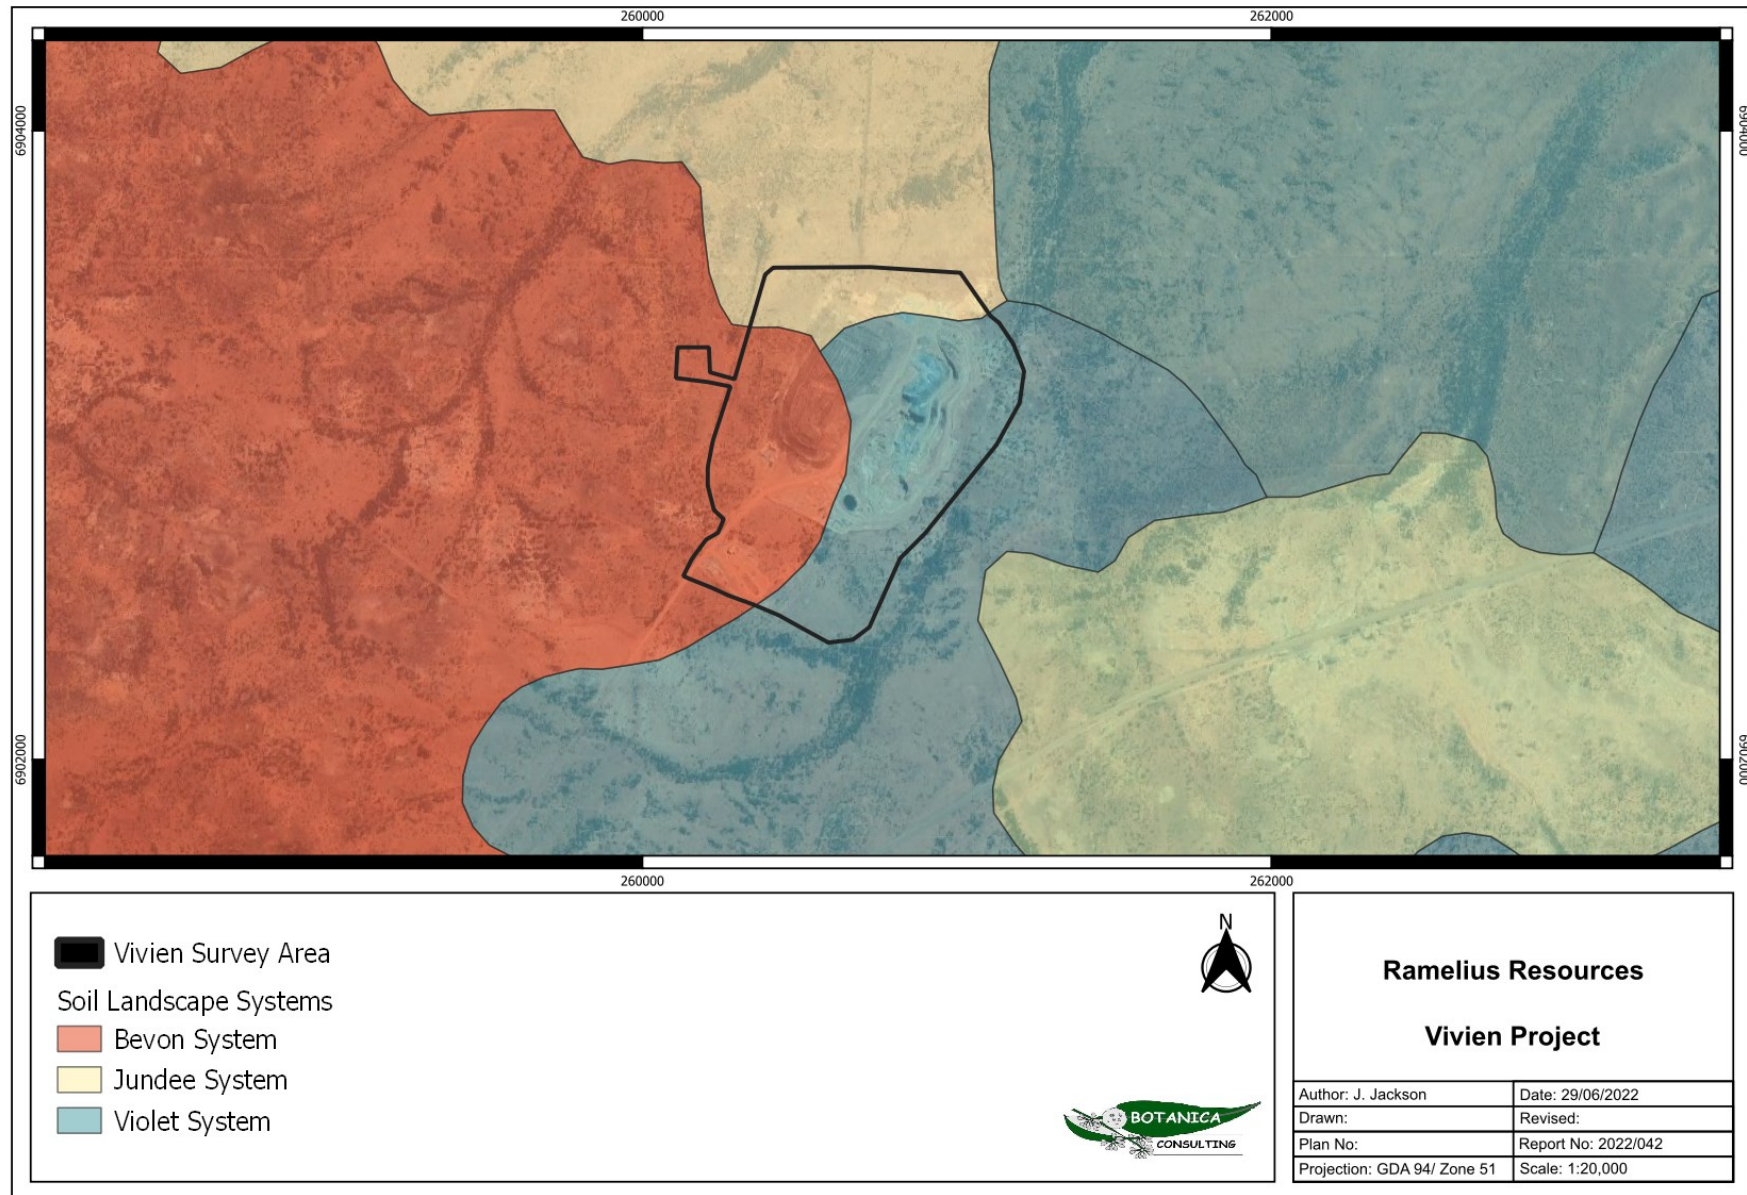 260000
262000
6904000
6904000
6902000
6902000
260000
262000
Vivien Survey Area
Soil Landscape Systems
Bevon System
Jundee System
Violet System
N
BOTANICA
CONSULTING
Ramelius Resources
Vivien Project
Author: J. Jackson
Date: 29/06/2022
Drawn:
Revised:
Plan No:
Report No: 2022/042
Projection: GDA 94/ Zone 51
Scale: 1:20,000